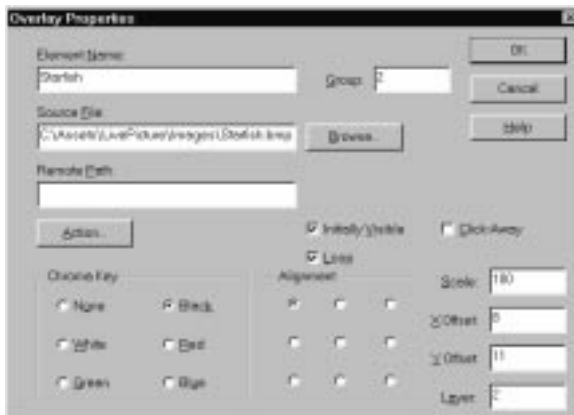 Overlay Properties
Element Name:
Starfish
Group: 2
OK
Cancel
Help
Source File:
C:\Assets\LivePicture\Images\Starfish.bmp
Browse...
Remote Path:
Action...
Initially Visible
Click-Away
Loop
Chroma Key
None
Black
White
Red
Green
Blue
Alignment
Scale: 100
X Offset:
Y Offset: 11
Layer: 2